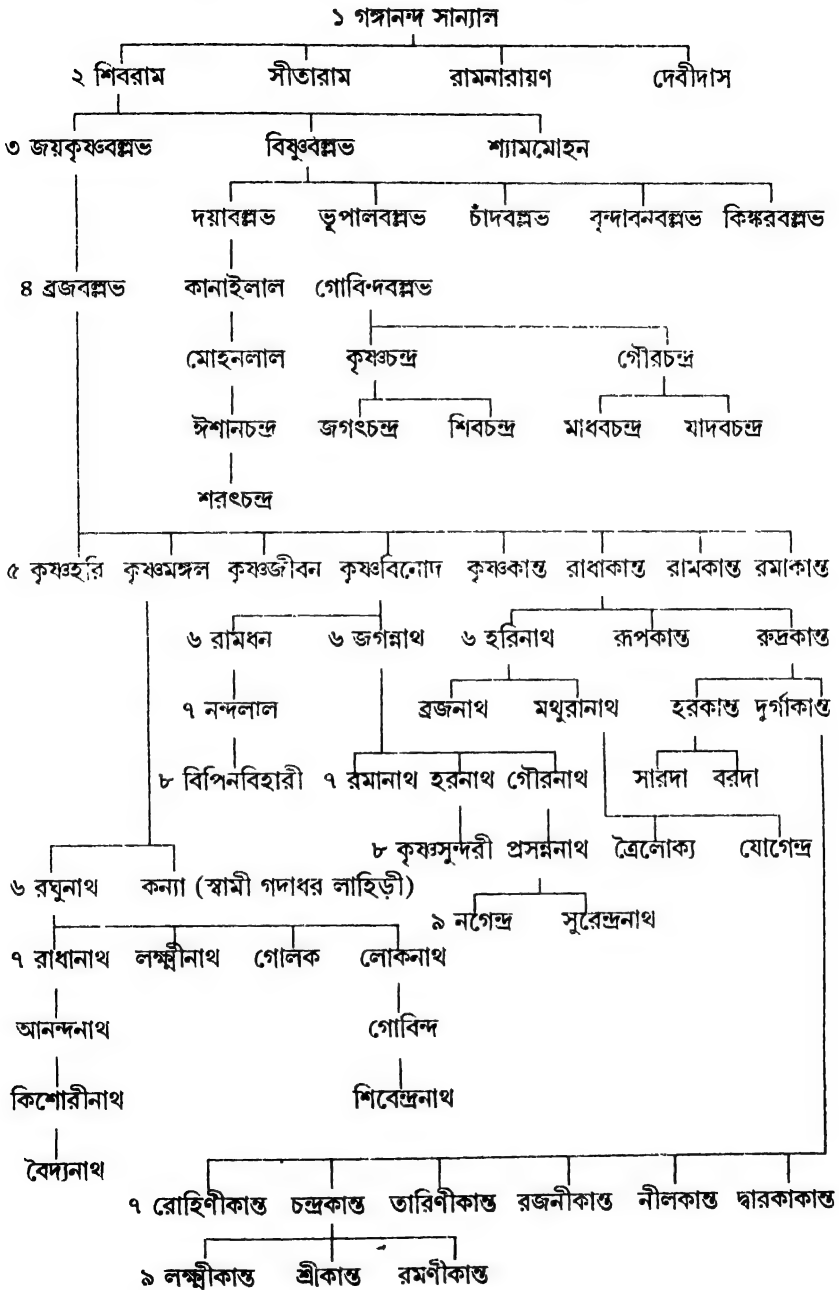 ১ গঙ্গানন্দ সান্যাল
২ শিবরাম সীতারাম রামনারায়ণ দেবীদাস
৩ জয়কৃষ্ণবল্লভ বিষ্ণুবল্লভ শ্যামমোহন
দয়াবল্লভ ভূপালবল্লভ চাঁদবল্লভ বৃন্দাবনবল্লভ কিঙ্করবল্লভ
৪ ব্রজবল্লভ কানাইলাল গোবিন্দবল্লভ
মোহনলাল কৃষ্ণচন্দ্র গৌরচন্দ্র
ঈশানচন্দ্র জগৎচন্দ্র শিবচন্দ্র মাধবচন্দ্র যাদবচন্দ্র
শরৎচন্দ্র
৫ কৃষ্ণহরি কৃষ্ণমঙ্গল কৃষ্ণজীবন কৃষ্ণবিনোদ কৃষ্ণকান্ত রাধাকান্ত রামকান্ত রমাকান্ত
৬ রামধন ৬ জগন্নাথ ৬ হরিনাথ রূপকান্ত রুদ্রকান্ত
৭ নন্দলাল ব্রজনাথ মথুরানাথ হরকান্ত দুর্গাকান্ত
৮ বিপিনবিহারী ৭ রমানাথ হরনাথ গৌরনাথ সারদা বরদা
৮ কৃষ্ণসুন্দরী প্রসন্ননাথ ত্রৈলোক্য যোগেন্দ্র
৬ রঘুনাথ কন্যা (স্বামী গদাধর লাহিড়ী)
৯ নগেন্দ্র সুরেন্দ্রনাথ
৭ রাধানাথ লক্ষ্মীনাথ গোলক লোকনাথ
আনন্দনাথ গোবিন্দ
কিশোরীনাথ শিবেন্দ্রনাথ
বৈদ্যনাথ
৭ রোহিণীকান্ত চন্দ্রকান্ত তারিণীকান্ত রজনীকান্ত নীলকান্ত দ্বারকাকান্ত
৯ লক্ষ্মীকান্ত শ্রীকান্ত রমণীকান্ত